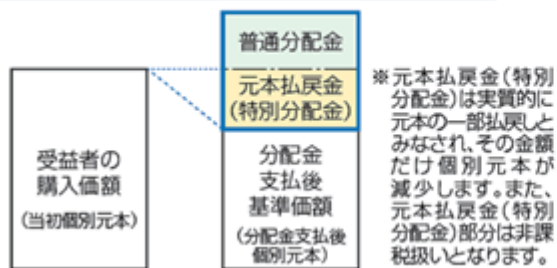 普通分配金
元本払戻金
(特別分配金)
受益者の
購入価額
(当初個別元本)
分配金
支払後
基準価額
(分配金支払後
個別元本)
※元本払戻金(特別
分配金)は実質的に
元本の一部払戻しと
みなされ、その金額
だけ個別元本が
減少します。また、
元本払戻金(特別
分配金)部分は非課
税扱いとなります。